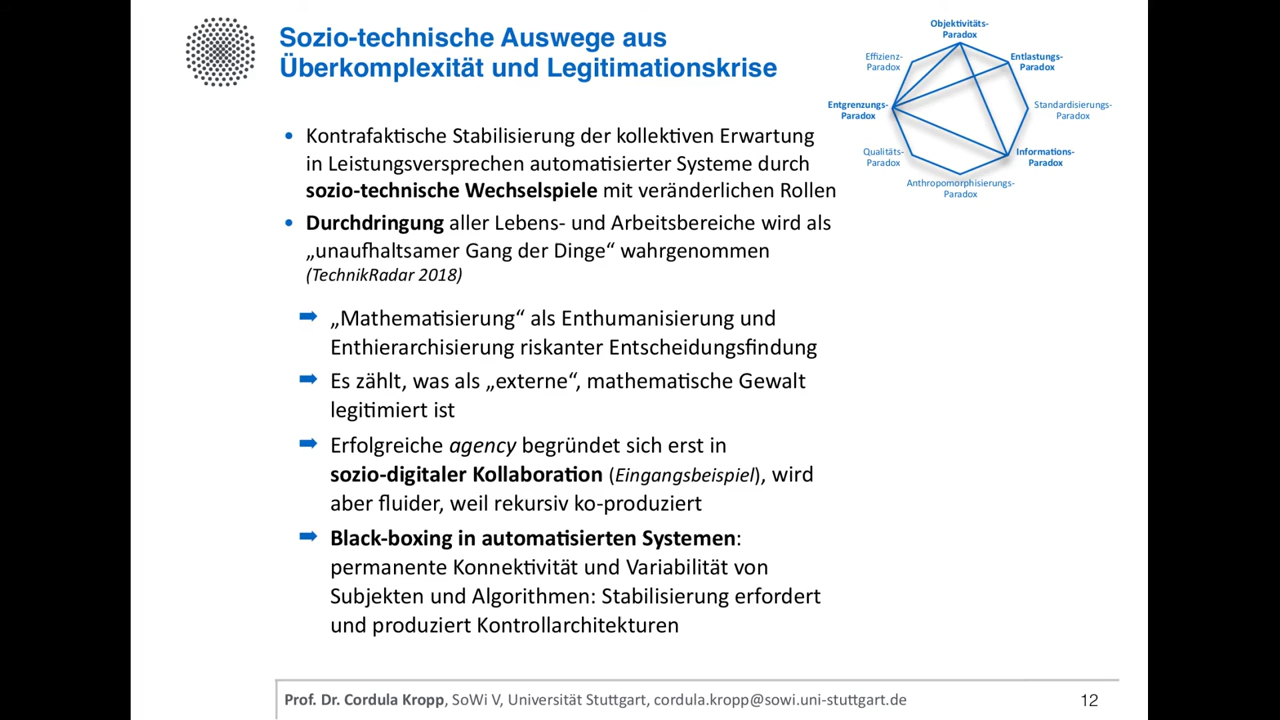 Sozio-technische Auswege aus
Überkomplexität und Legitimationskrise
Objektivitäts-
Paradox
Effizienz-
Paradox
Entlastungs-
Paradox
Entgrenzungs-
Paradox
Standardisierungs-
Paradox
Qualitäts-
Paradox
Informations-
Paradox
Anthropomorphisierungs-
Paradox
• Kontrafaktische Stabilisierung der kollektiven Erwartung
in Leistungsversprechen automatisierter Systeme durch
sozio-technische Wechselspiele mit veränderlichen Rollen
• Durchdringung aller Lebens- und Arbeitsbereiche wird als
„unaufhaltsamer Gang der Dinge“ wahrgenommen
(TechnikRadar 2018)
➡ „Mathematisierung“ als Enthumanisierung und
Enthierarchisierung riskanter Entscheidungsfindung
➡ Es zählt, was als „externe“, mathematische Gewalt
legitimiert ist
➡ Erfolgreiche agency begründet sich erst in
sozio-digitaler Kollaboration (Eingangsbeispiel), wird
aber fluider, weil rekursiv ko-produziert
➡ Black-boxing in automatisierten Systemen:
permanente Konnektivität und Variabilität von
Subjekten und Algorithmen: Stabilisierung erfordert
und produziert Kontrollarchitekturen
Prof. Dr. Cordula Kropp, SoWi V, Universität Stuttgart, cordula.kropp@sowi.uni-stuttgart.de
12